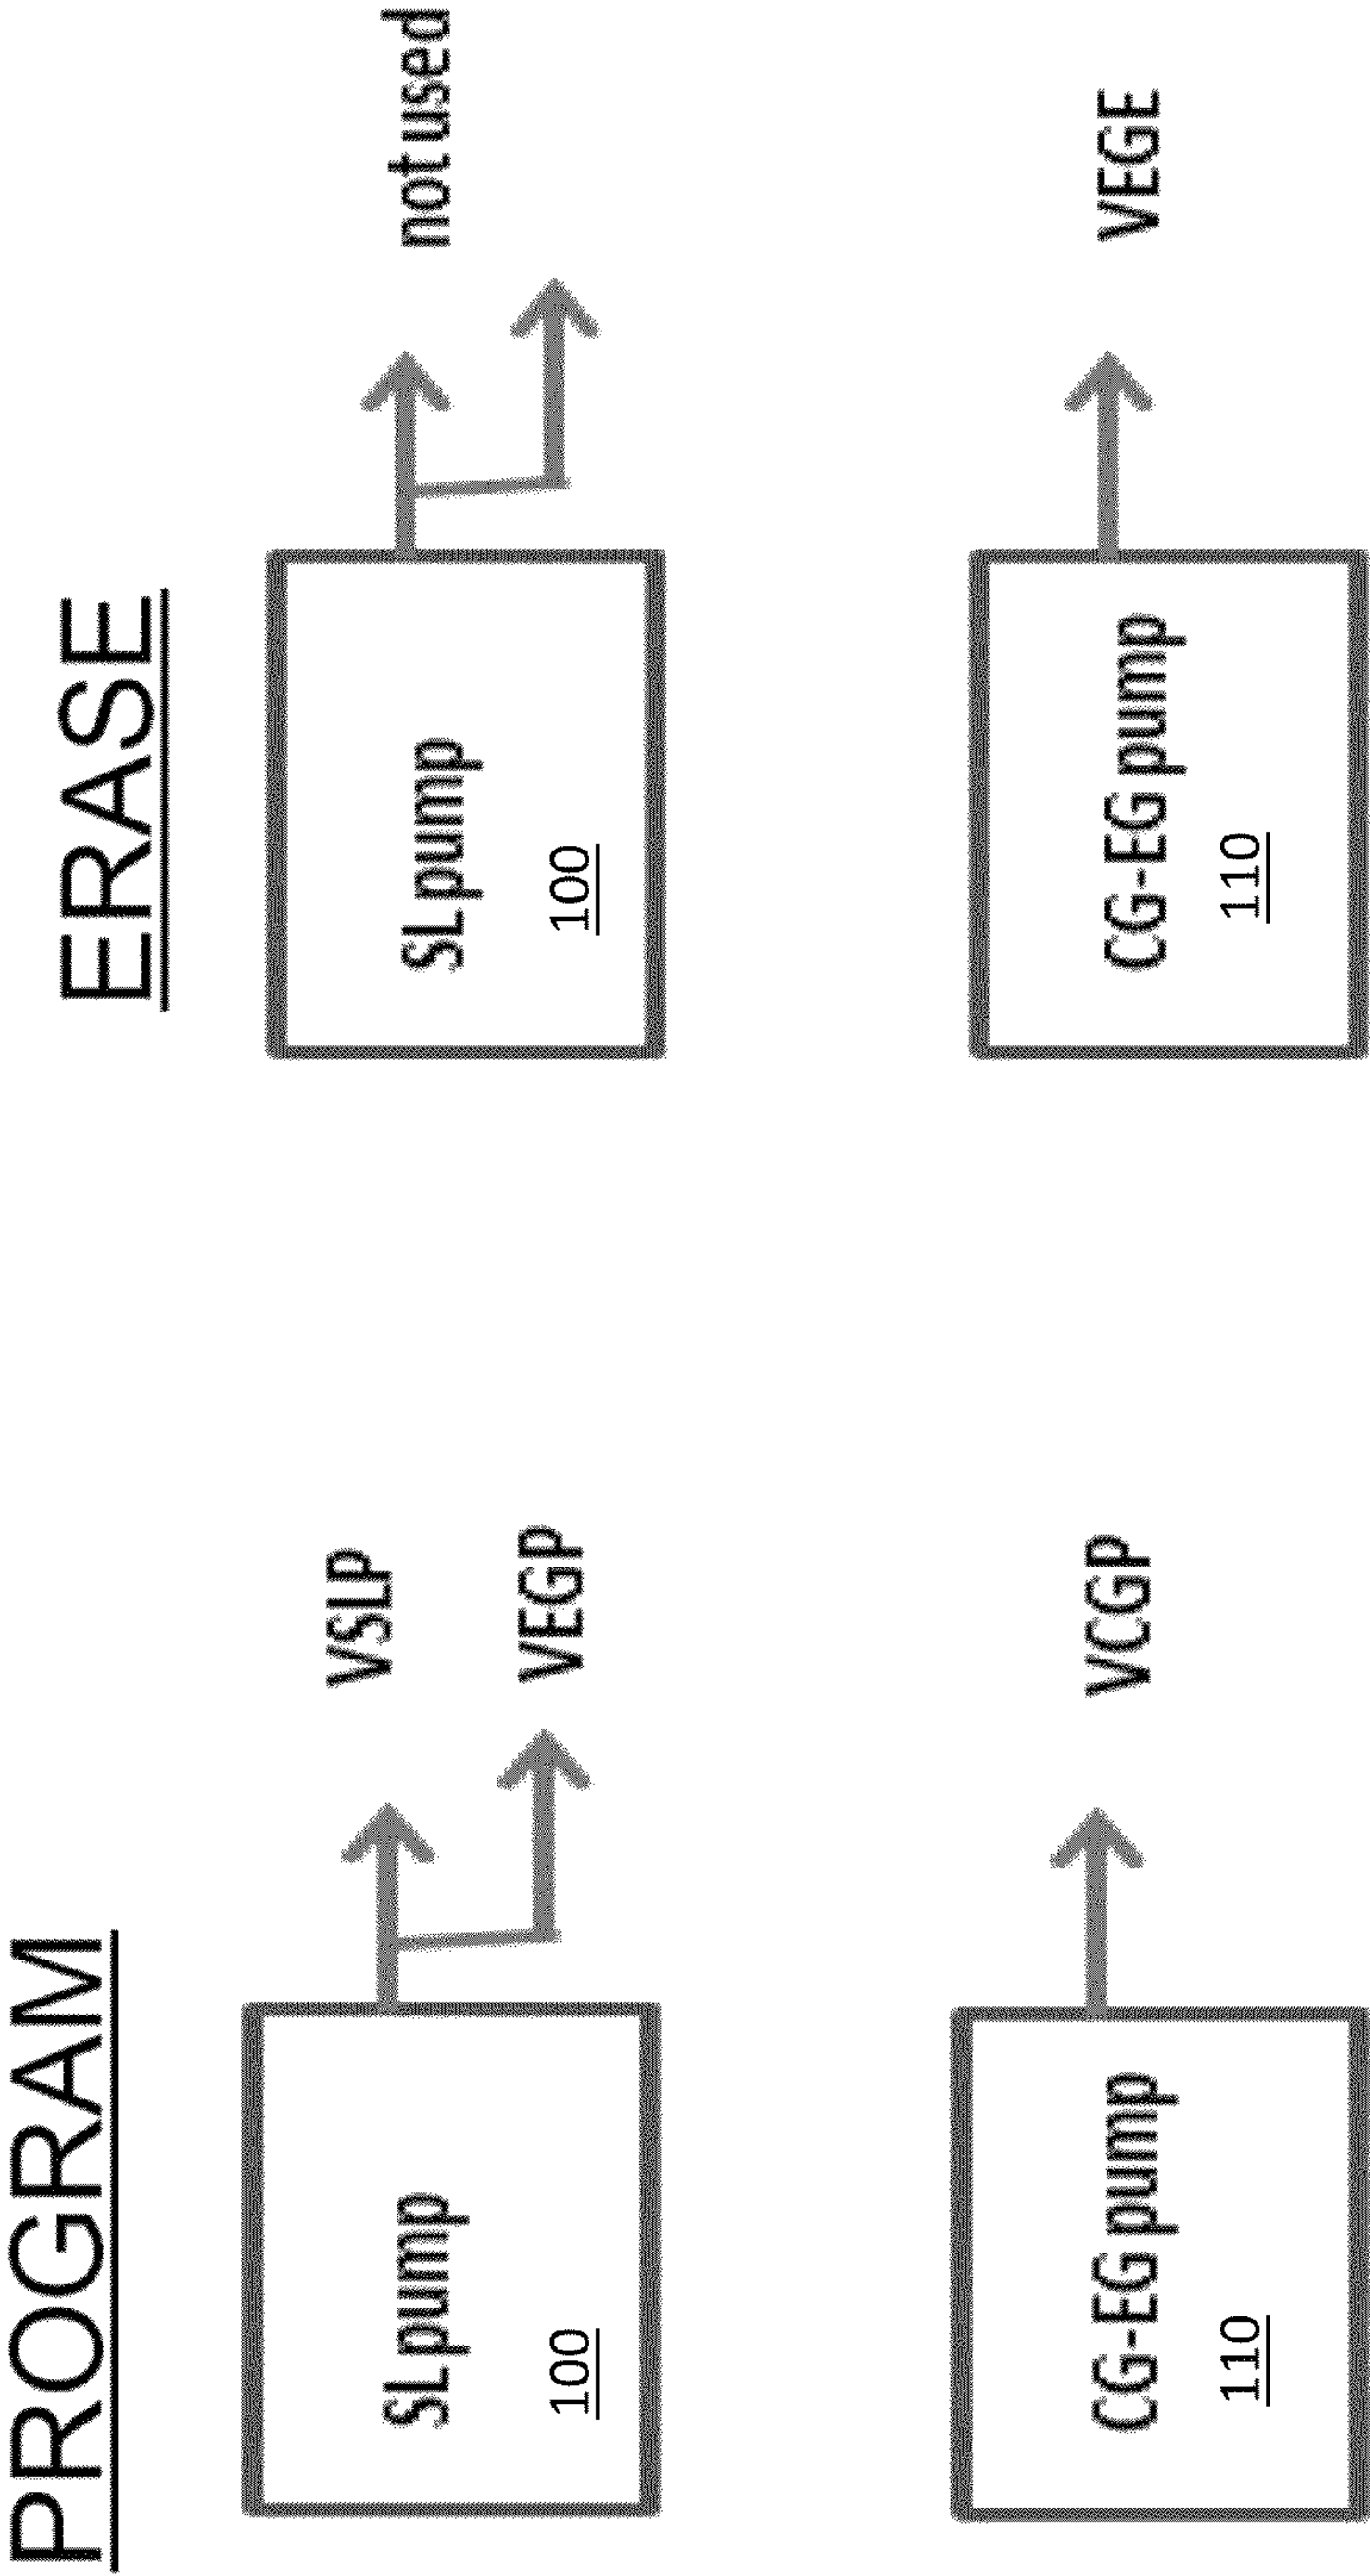 PROGRAM
SL pump
100
VSLP
VEGP
CG-EG pump
110
VCGP
ERASE
SL pump
100
not used
CG-EG pump
110
VEGE